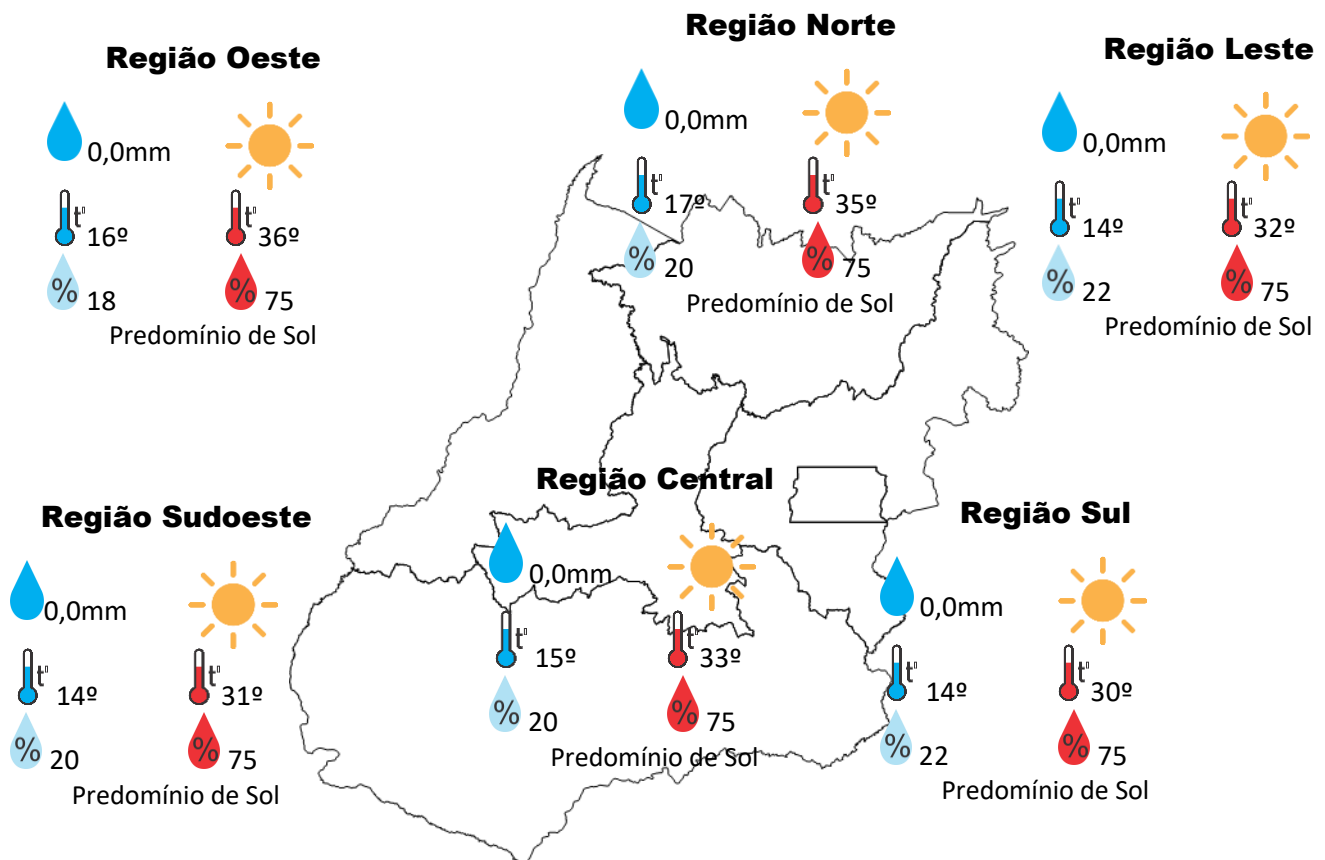 Região Norte
0,0mm
t°
17º
t°
35º
%
20
%
75
Predomínio de Sol
Região Oeste
0,0mm
t°
16º
t°
36º
%
18
%
75
Predomínio de Sol
Região Leste
0,0mm
t°
14º
t°
32º
%
22
%
75
Predomínio de Sol
Região Central
0,0mm
t°
15º
t°
33º
%
20
%
75
Predomínio de Sol
Região Sudoeste
0,0mm
t°
14º
t°
31º
%
20
%
75
Predomínio de Sol
Região Sul
0,0mm
t°
14º
t°
30º
%
22
%
75
Predomínio de Sol